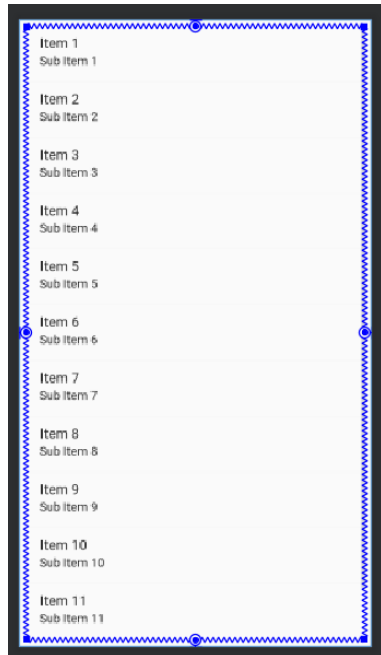 Item 1
Sub Item 1
Item 2
Sub Item 2
Item 3
Sub Item 3
Item 4
Sub Item 4
Item 5
Sub Item 5
Item 6
Sub Item 6
Item 7
Sub Item 7
Item 8
Sub Item 8
Item 9
Sub Item 9
Item 10
Sub Item 10
Item 11
Sub Item 11